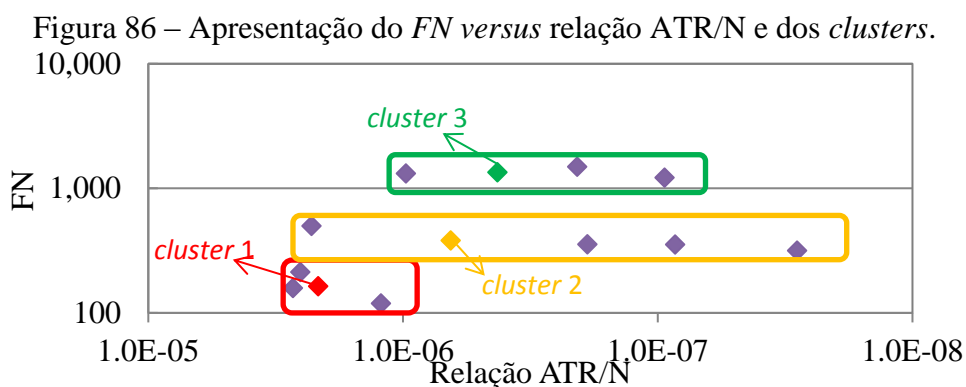 Figura 86 – Apresentação do FN versus relação ATR/N e dos clusters.
10,000
cluster 3
1,000
FN
cluster 1
cluster 2
100
1.0E-05 1.0E-06 1.0E-07 1.0E-08
Relação ATR/N